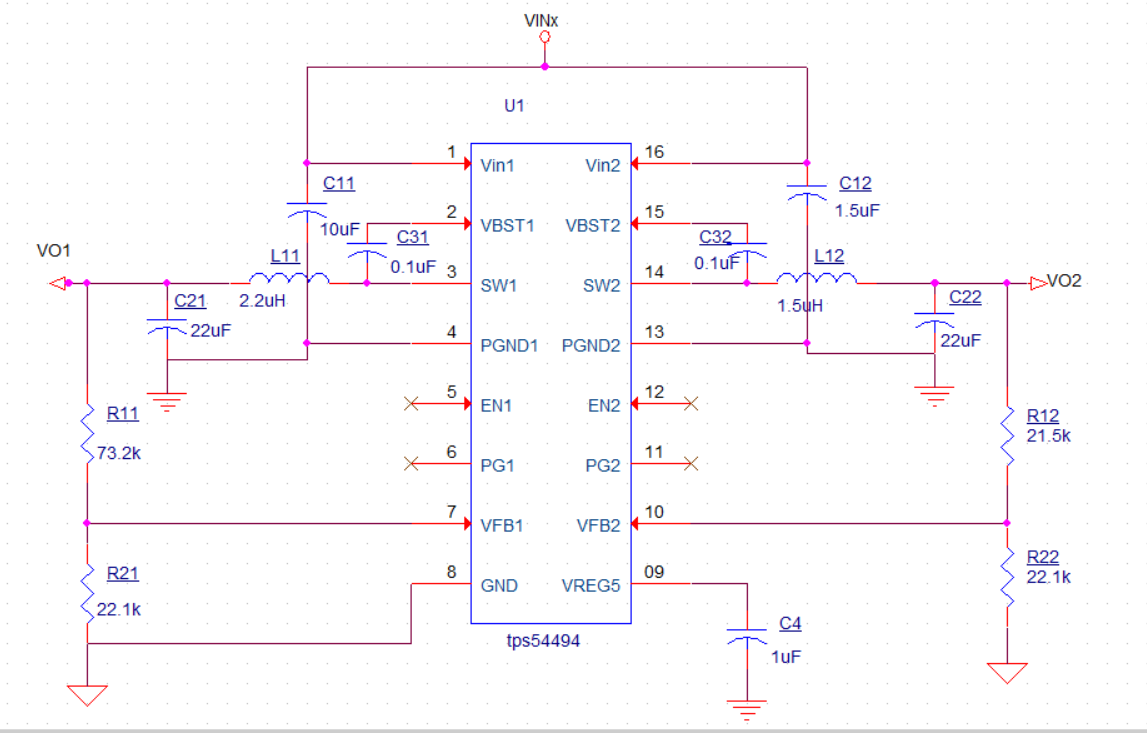 VINx
U1
1
Vin1
Vin2
16
C11
10uF
C12
1.5uF
2
VBST1
VBST2
15
C31
0.1uF
C32
0.1uF
VO1
L11
2.2uH
3
SW1
SW2
14
L12
1.5uH
VO2
C21
22uF
C22
22uF
4
PGND1
PGND2
13
5
EN1
EN2
12
R11
73.2k
R12
21.5k
6
PG1
PG2
11
7
VFB1
VFB2
10
R21
22.1k
R22
22.1k
8
GND
VREG5
09
C4
1uF
tps54494